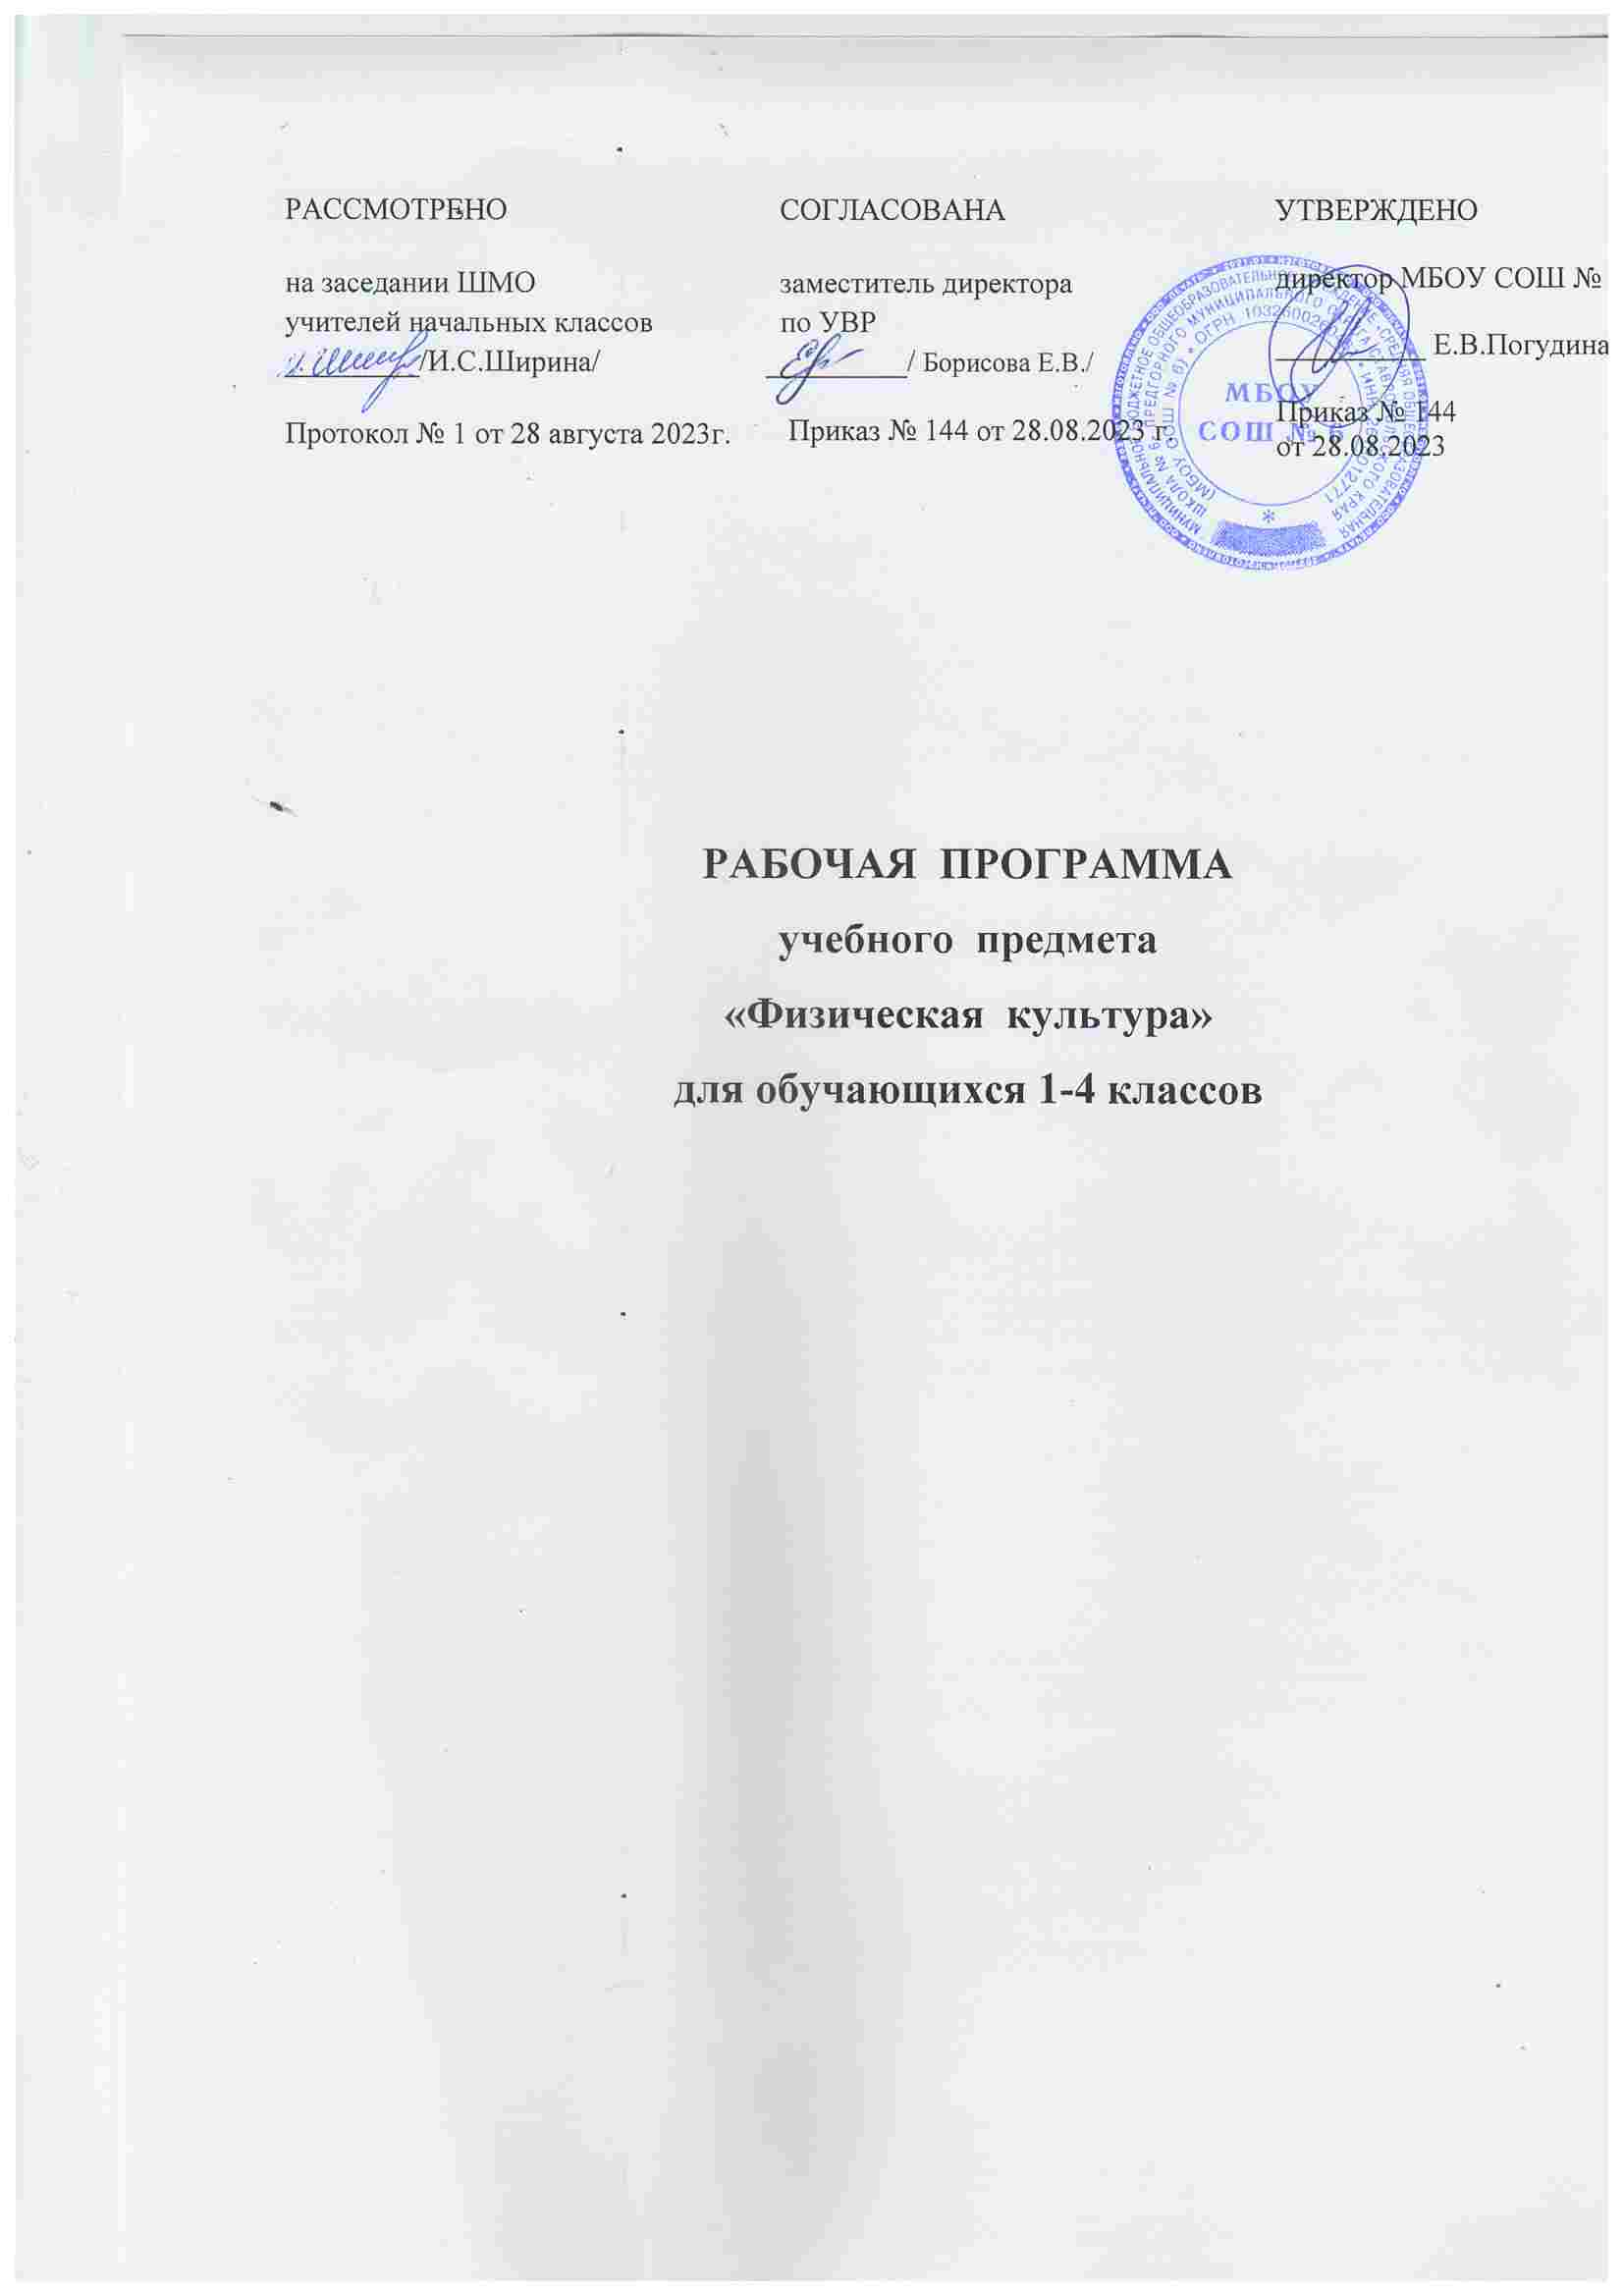 РАССМОТРЕНО
на заседании ШМО
учителей начальных классов
/И.С.Ширина/
Протокол № 1 от 28 августа 2023г.
СОГЛАСОВАНА
заместитель директора
по УВР
/ Борисова Е.В./
Приказ № 144 от 28.08.2023 г.
УТВЕРЖДЕНО
директор МБОУ СОШ №
Е.В.Погудина
Приказ № 144
от 28.08.2023
МБОУ
СОШ № 6
РАБОЧАЯ ПРОГРАММА
учебного предмета
«Физическая культура»
для обучающихся 1-4 классов